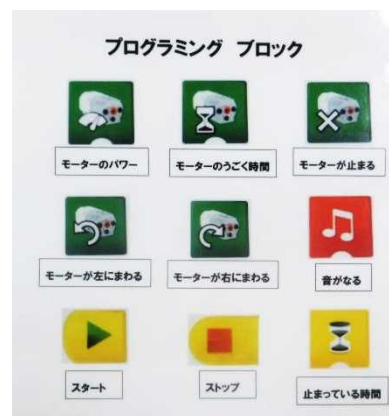 プログラミング ブロック
モーターのパワー
モーターのうごく時間
モーターが止まる
モーターが左にまわる
モーターが右にまわる
音がなる
スタート
ストップ
止まっている時間